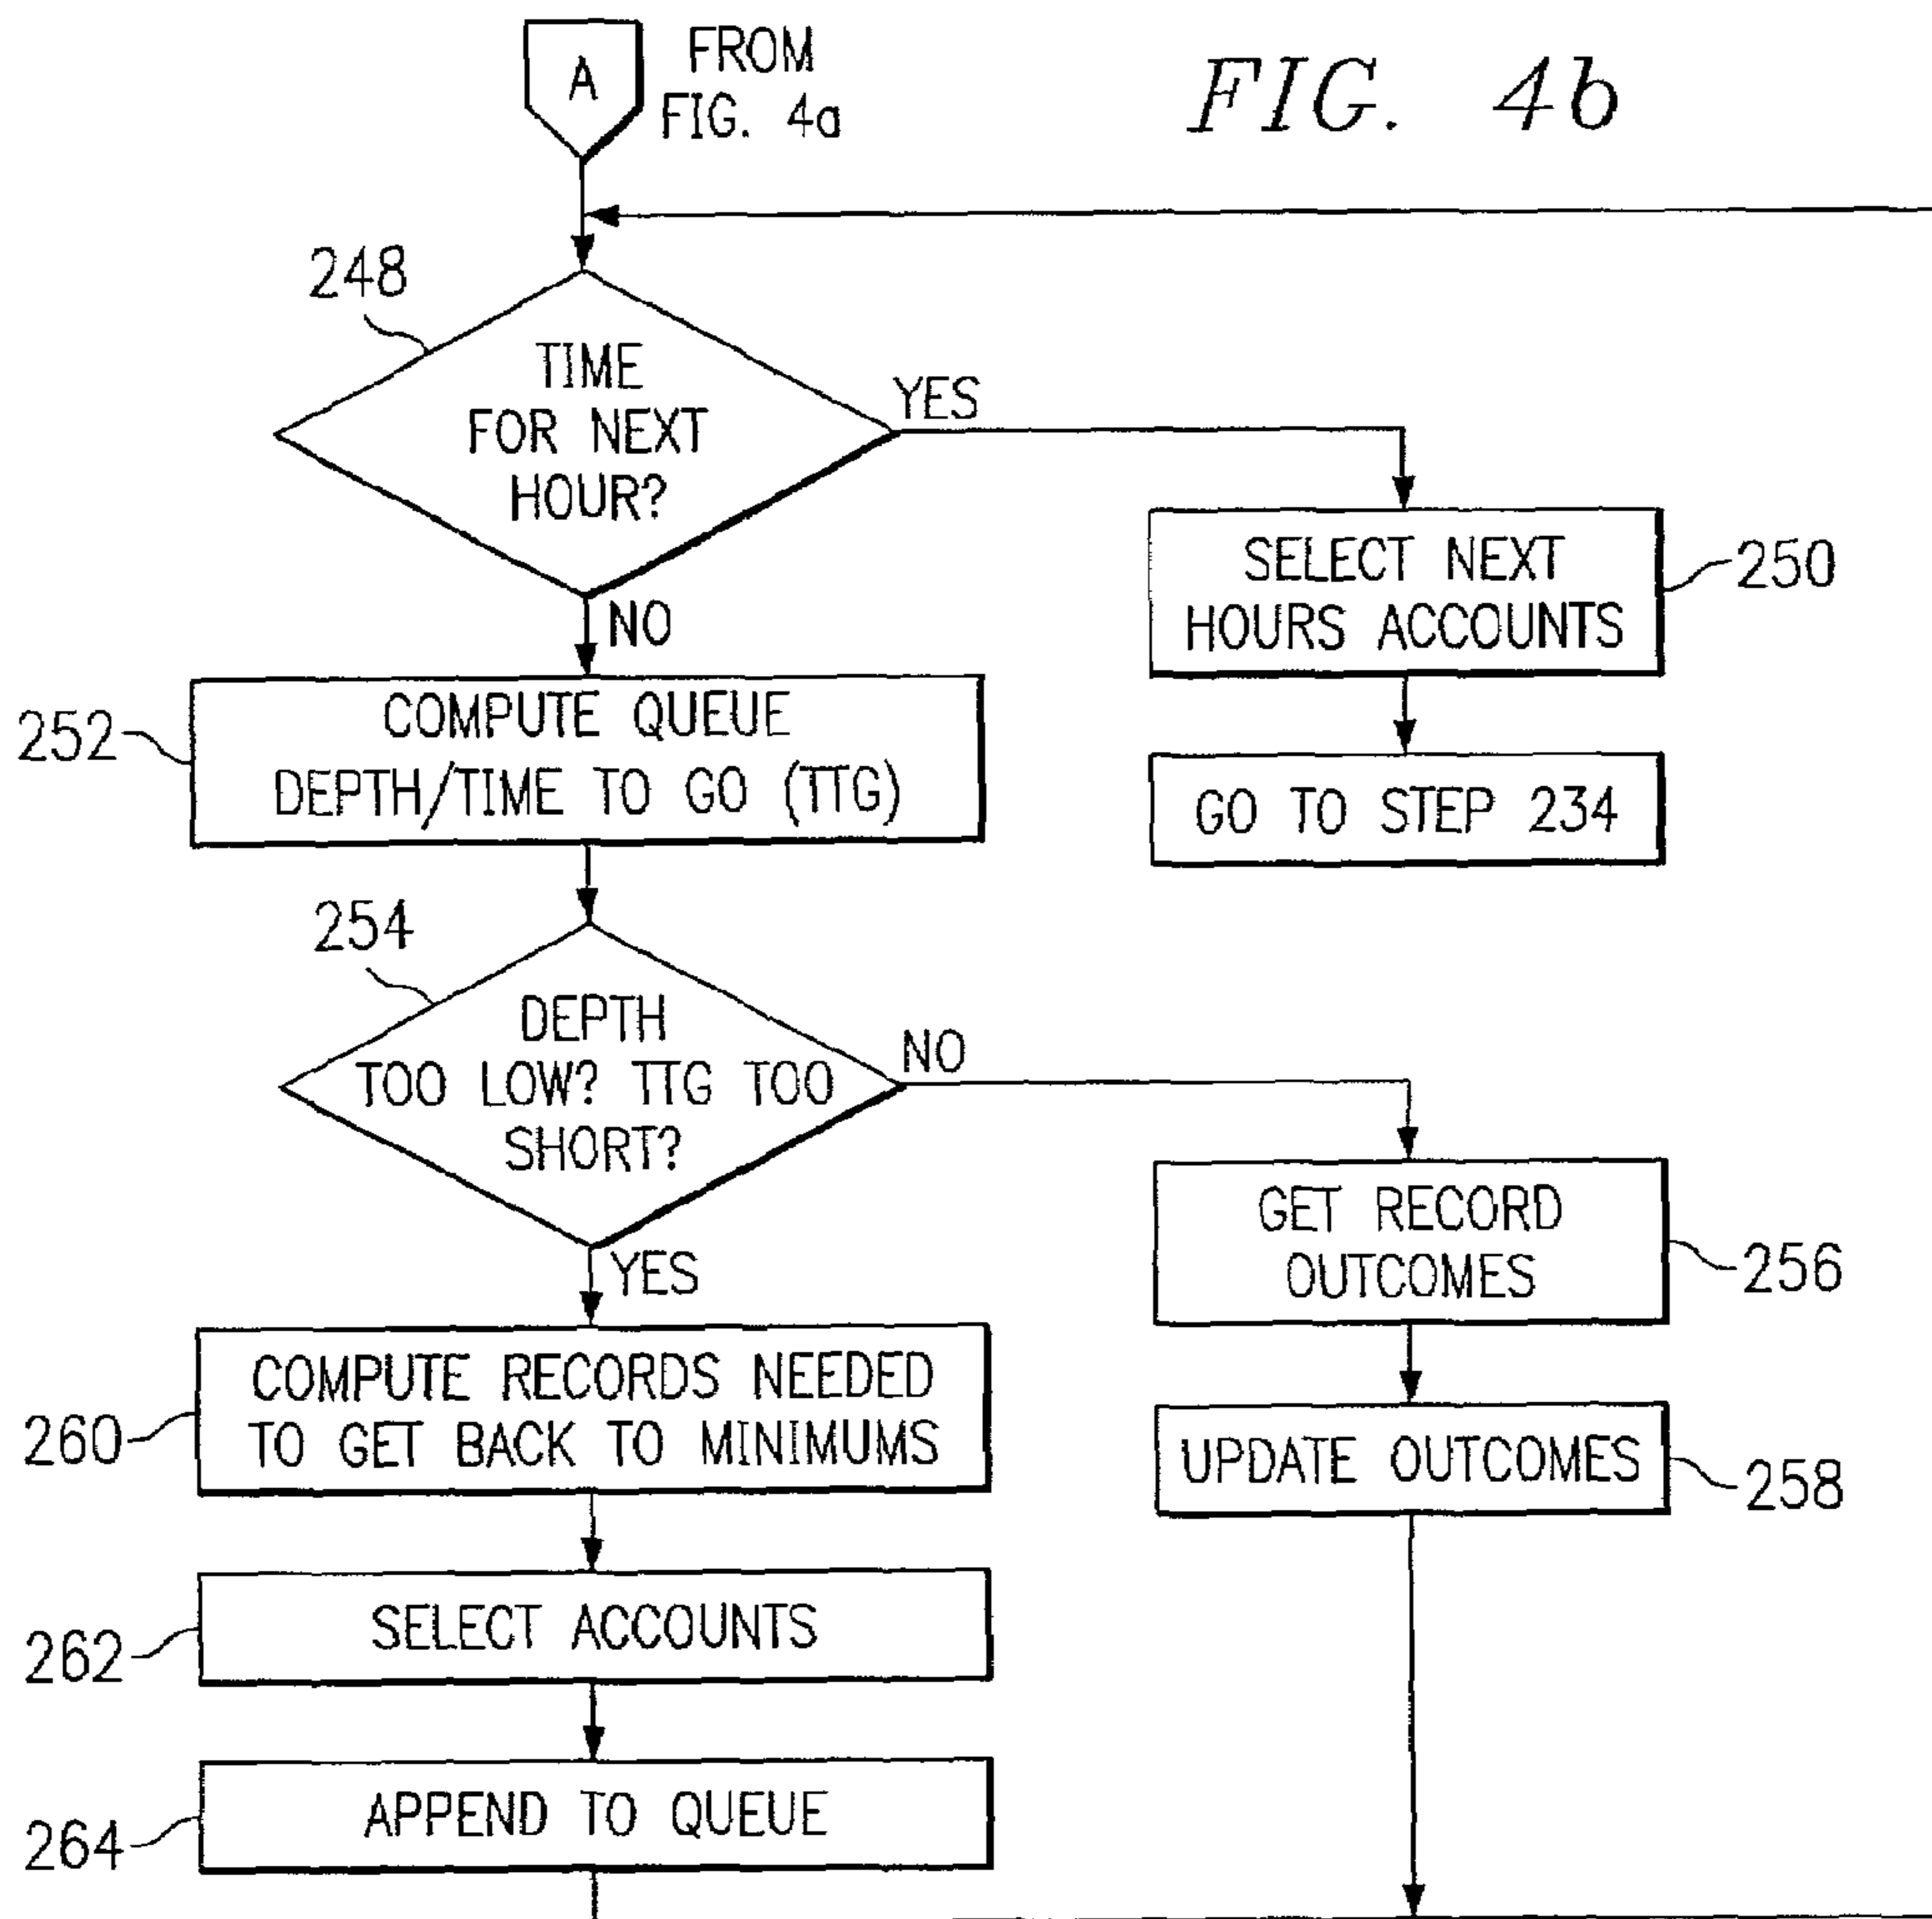 A
FROM
FIG. 4a
FIG. 4b
248
TIME
FOR NEXT
HOUR?
YES
NO
SELECT NEXT
HOURS ACCOUNTS
250
GO TO STEP 234
252
COMPUTE QUEUE
DEPTH/TIME TO GO (TTG)
254
DEPTH
TOO LOW? TTG TOO
SHORT?
NO
YES
GET RECORD
OUTCOMES
256
UPDATE OUTCOMES
258
260
COMPUTE RECORDS NEEDED
TO GET BACK TO MINIMUMS
262
SELECT ACCOUNTS
264
APPEND TO QUEUE